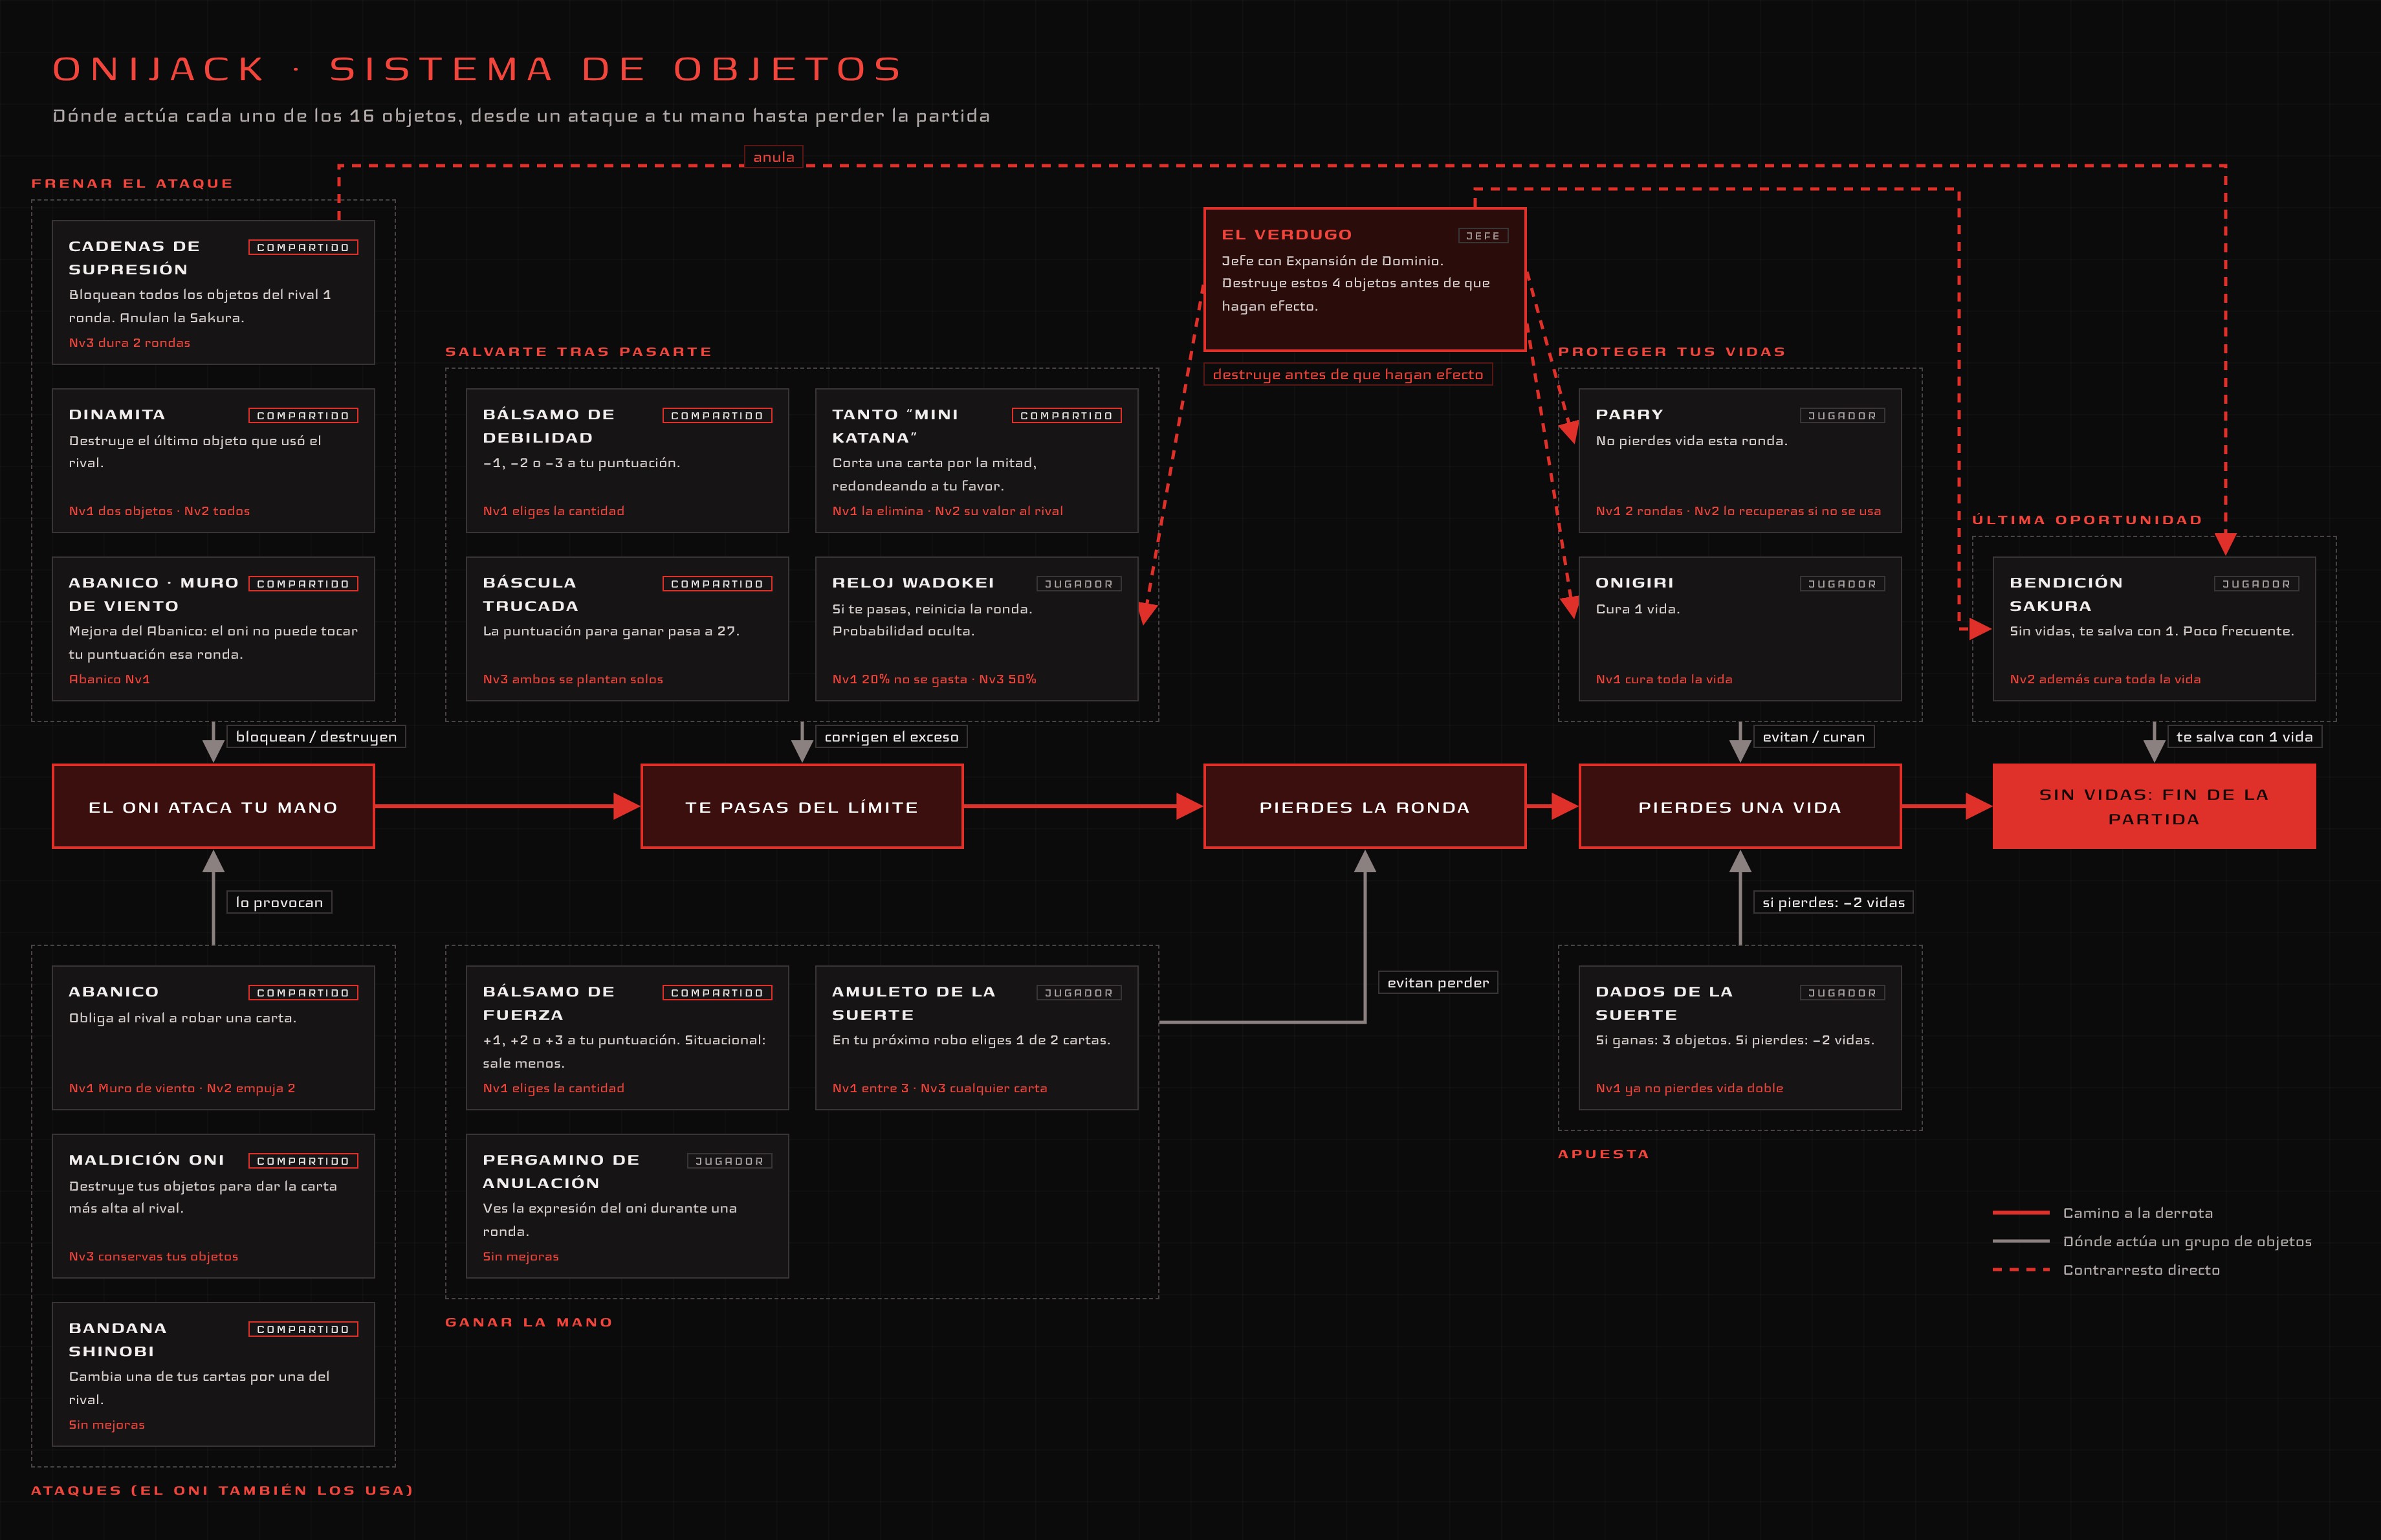 ONIJACK · SISTEMA DE OBJETOS
Dónde actúa cada uno de los 16 objetos, desde un ataque a tu mano hasta perder la partida
anula
FRENAR EL ATAQUE
CADENAS DE
SUPRESIÓN
COMPARTIDO
Bloquean todos los objetos del rival 1
ronda. Anulan la Sakura.
Nv3 dura 2 rondas
DINAMITA
COMPARTIDO
Destruye el último objeto que usó el
rival.
Nv1 dos objetos · Nv2 todos
ABANICO · MURO
DE VIENTO
COMPARTIDO
Mejora del Abanico: el oni no puede tocar
tu puntuación esa ronda.
Abanico Nv1
SALVARTE TRAS PASARTE
BÁLSAMO DE
DEBILIDAD
COMPARTIDO
−1, −2 o −3 a tu puntuación.
Nv1 eliges la cantidad
TANTO “MINI
KATANA”
COMPARTIDO
Corta una carta por la mitad,
redondeando a tu favor.
Nv1 la elimina · Nv2 su valor al rival
BÁSCULA
TRUCADA
COMPARTIDO
La puntuación para ganar pasa a 27.
Nv3 ambos se plantan solos
RELOJ WADOKEI
JUGADOR
Si te pasas, reinicia la ronda.
Probabilidad oculta.
Nv1 20% no se gasta · Nv3 50%
EL VERDUGO
JEFE
Jefe con Expansión de Dominio.
Destruye estos 4 objetos antes de que
hagan efecto.
destruye antes de que hagan efecto
PROTEGER TUS VIDAS
PARRY
JUGADOR
No pierdes vida esta ronda.
Nv1 2 rondas · Nv2 lo recuperas si no se usa
ONIGIRI
JUGADOR
Cura 1 vida.
Nv1 cura toda la vida
ÚLTIMA OPORTUNIDAD
BENDICIÓN
SAKURA
JUGADOR
Sin vidas, te salva con 1. Poco frecuente.
Nv2 además cura toda la vida
bloquean / destruyen
corrigen el exceso
evitan / curan
te salva con 1 vida
EL ONI ATACA TU MANO
TE PASAS DEL LÍMITE
PIERDES LA RONDA
PIERDES UNA VIDA
SIN VIDAS: FIN DE LA
PARTIDA
lo provocan
evitan perder
si pierdes: −2 vidas
ABANICO
COMPARTIDO
Obliga al rival a robar una carta.
Nv1 Muro de viento · Nv2 empuja 2
MALDICIÓN ONI
COMPARTIDO
Destruye tus objetos para dar la carta
más alta al rival.
Nv3 conservas tus objetos
BANDANA
SHINOBI
COMPARTIDO
Cambia una de tus cartas por una del
rival.
Sin mejoras
ATAQUES (EL ONI TAMBIÉN LOS USA)
BÁLSAMO DE
FUERZA
COMPARTIDO
+1, +2 o +3 a tu puntuación. Situacional:
sale menos.
Nv1 eliges la cantidad
AMULETO DE LA
SUERTE
JUGADOR
En tu próximo robo eliges 1 de 2 cartas.
Nv1 entre 3 · Nv3 cualquier carta
PERGAMINO DE
ANULACIÓN
JUGADOR
Ves la expresión del oni durante una
ronda.
Sin mejoras
GANAR LA MANO
DADOS DE LA
SUERTE
JUGADOR
Si ganas: 3 objetos. Si pierdes: −2 vidas.
Nv1 ya no pierdes vida doble
APUESTA
Camino a la derrota
Dónde actúa un grupo de objetos
Contrarresto directo